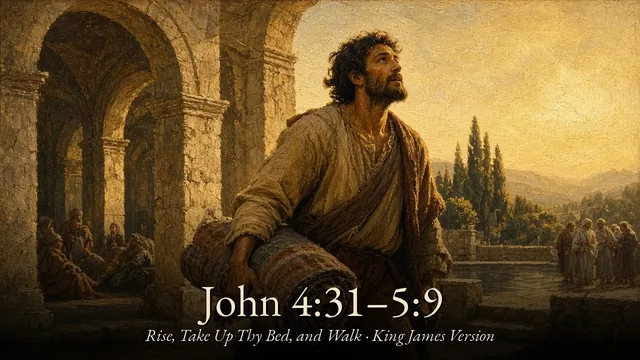 John 4:31–5:9
Rise, Take Up Thy Bed, and Walk · King James Version